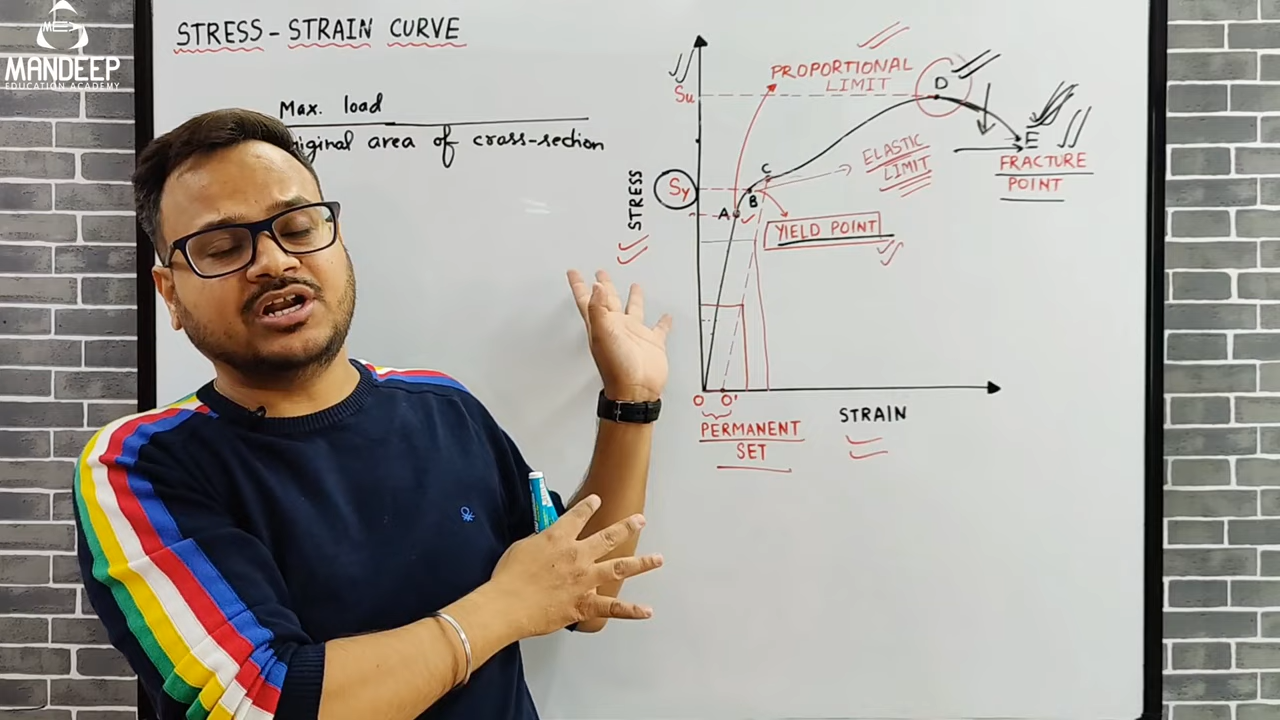 MANDEEP
EDUCATION ACADEMY
STRESS-STRAIN CURVE
Max. load
original area of cross-section
PROPORTIONAL
LIMIT
D
Su
E
FRACTURE
POINT
ELASTIC
LIMIT
C
Sy
B
A
YIELD POINT
STRESS
O
O'
PERMANENT
SET
STRAIN